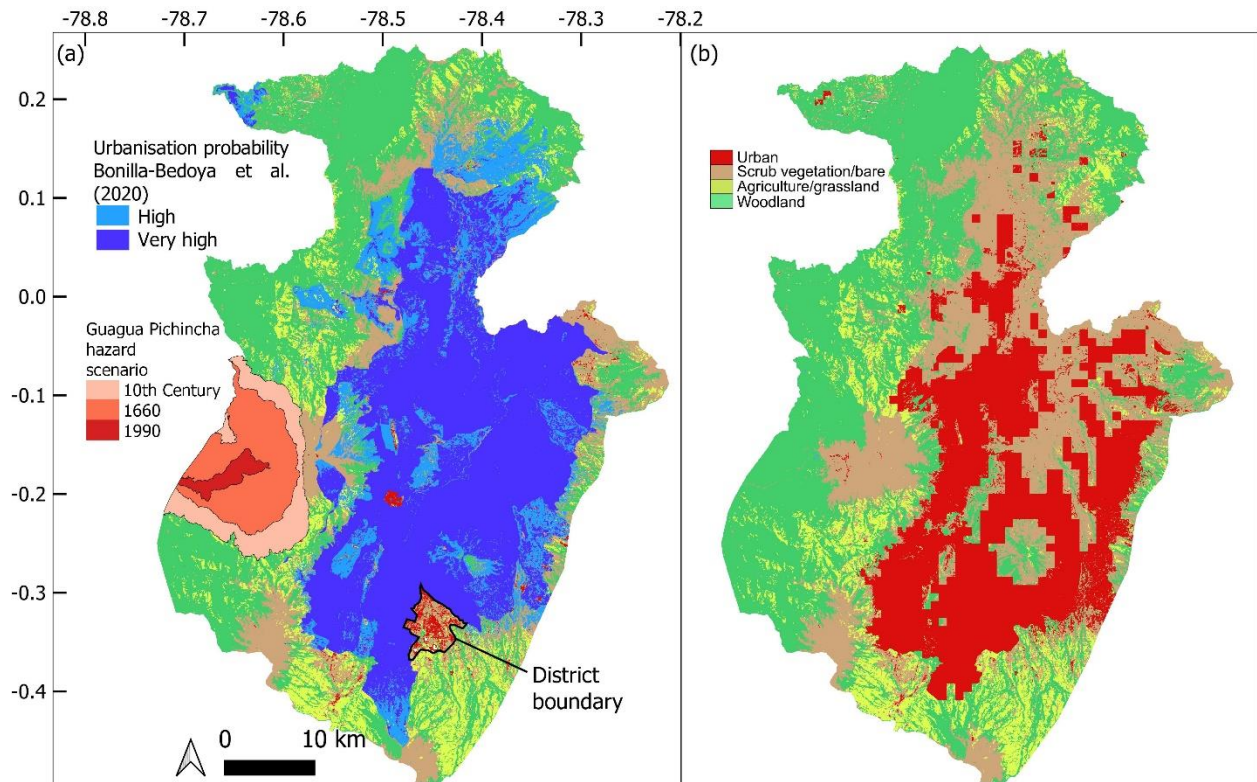 -78.8 -78.7 -78.6 -78.5 -78.4 -78.3 -78.2
(a)
0.2
0.1
0.0
-0.1
-0.2
-0.3
-0.4
Urbanisation probability
Bonilla-Bedoya et al.
(2020)
High
Very high
Guagua Pichincha
hazard
scenario
10th Century
1660
1990
District
boundary
0 10 km
(b)
Urban
Scrub vegetation/bare
Agriculture/grassland
Woodland